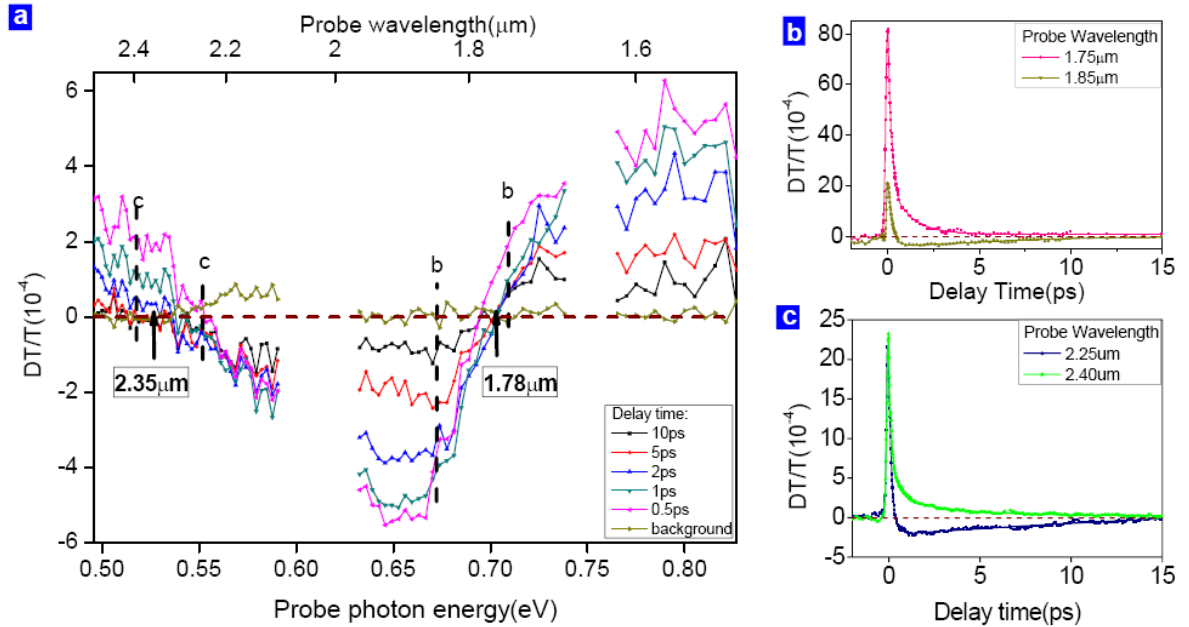 a
Probe wavelength(μm)
2.4 2.2 2 1.8 1.6
DT/T(10⁻⁴)
6
4
2
0
-2
-4
-6
c
c
b
b
2.35μm
1.78μm
Delay time:
10ps
5ps
2ps
1ps
0.5ps
background
0.50 0.55 0.60 0.65 0.70 0.75 0.80
Probe photon energy(eV)
b
Probe Wavelength
1.75μm
1.85μm
DT/T(10⁻⁴)
80
60
40
20
0
0 5 10 15
Delay Time(ps)
c
Probe Wavelength
2.25um
2.40um
DT/T(10⁻⁴)
25
20
15
10
5
0
-5
0 5 10 15
Delay time(ps)